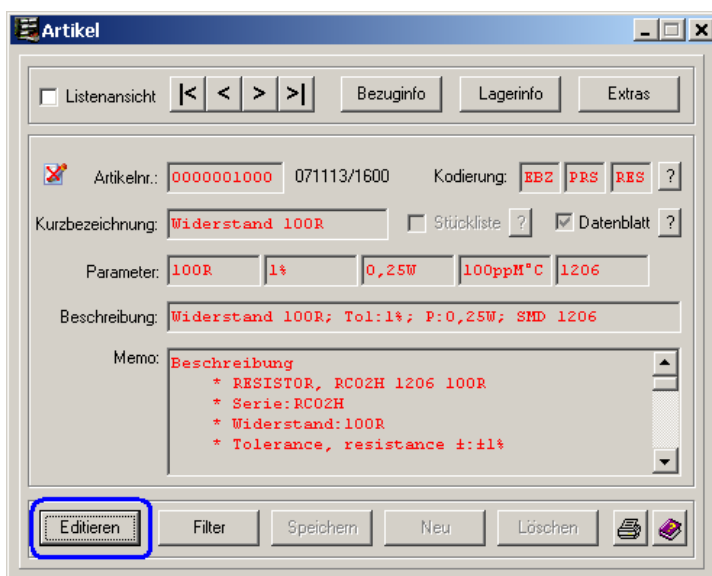 Artikel
Listenansicht |< < > >| Bezuginfo Lagerinfo Extras
Artikelnr.: 0000001000 071113/1600 Kodierung: EBZ PRS RES ?
Kurzbezeichnung: Widerstand 100R Stückliste ? Datenblatt ?
Parameter: 100R 1% 0,25W 100ppM°C 1206
Beschreibung: Widerstand 100R; Tol:1%; P:0,25W; SMD 1206
Memo: Beschreibung
* RESISTOR, RC02H 1206 100R
* Serie:RC02H
* Widerstand:100R
* Tolerance, resistance ±:±1%
Editieren Filter Speichern Neu Löschen